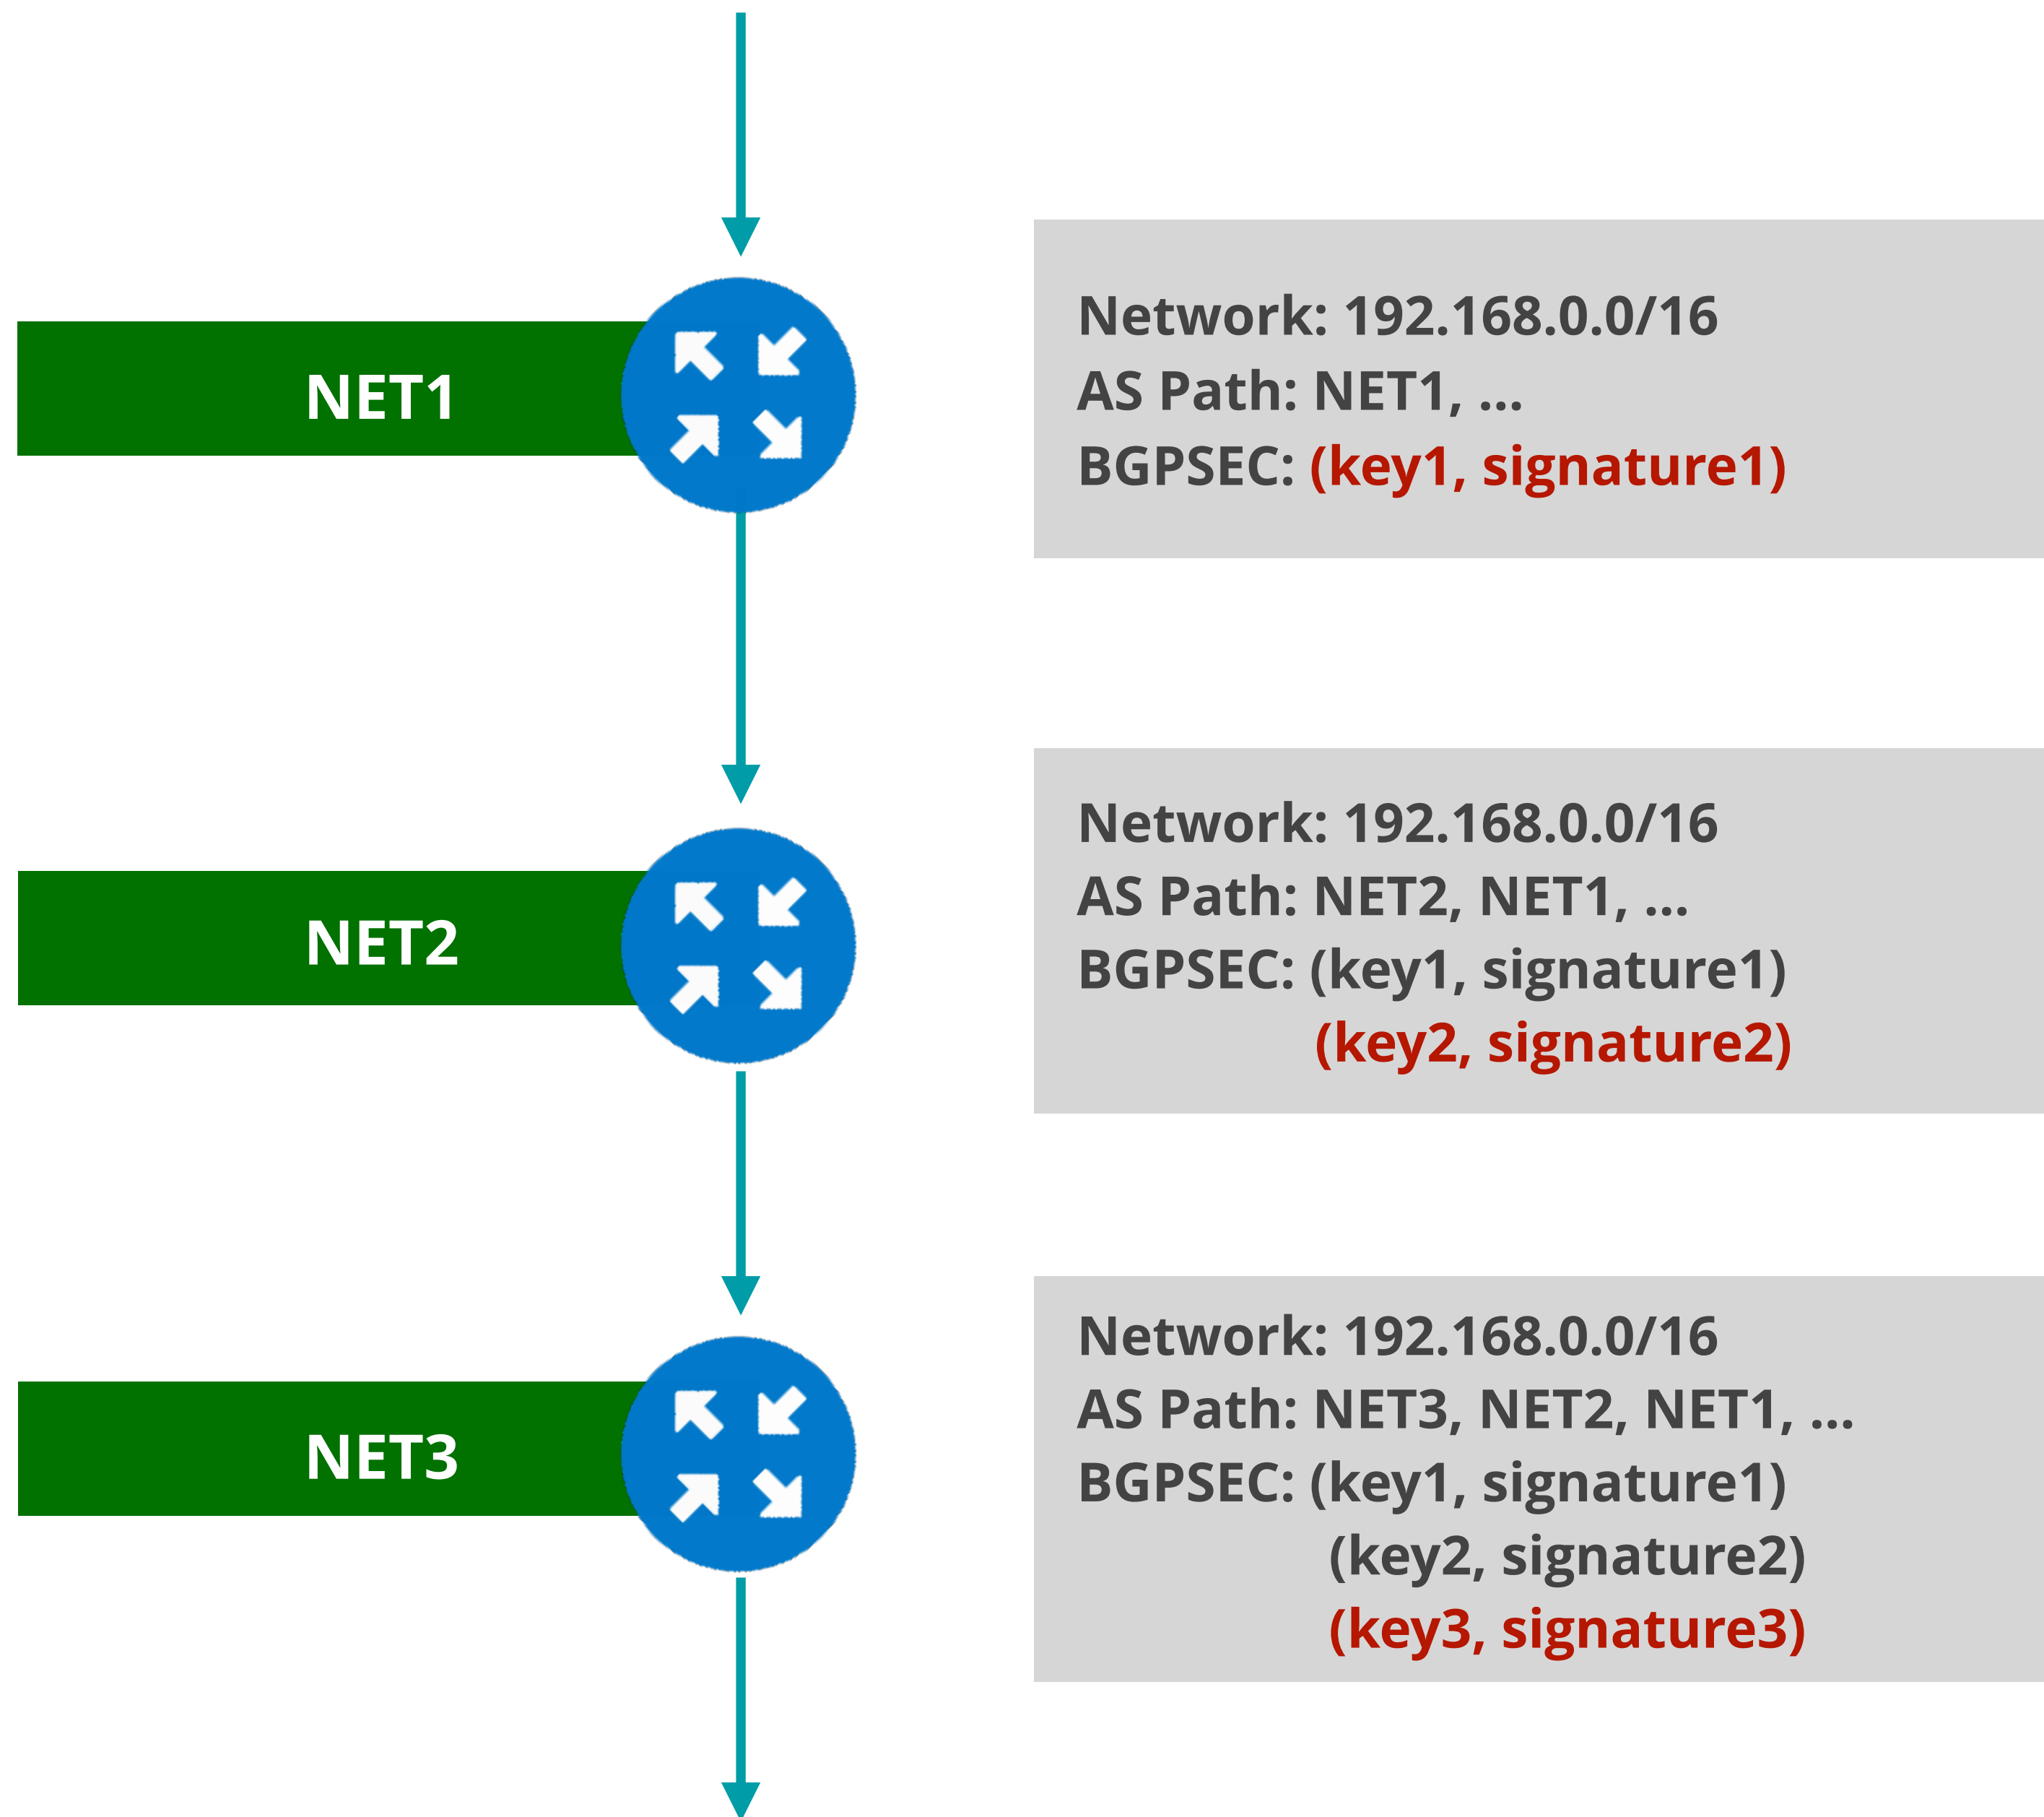 NET1
Network: 192.168.0.0/16
AS Path: NET1, ...
BGPSEC: (key1, signature1)
NET2
Network: 192.168.0.0/16
AS Path: NET2, NET1, ...
BGPSEC: (key1, signature1)
(key2, signature2)
NET3
Network: 192.168.0.0/16
AS Path: NET3, NET2, NET1, ...
BGPSEC: (key1, signature1)
(key2, signature2)
(key3, signature3)